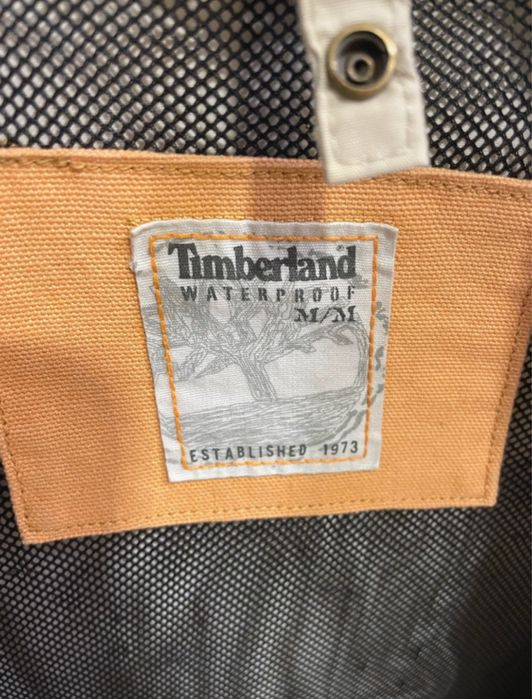 Timberland®
WATERPROOF
M/M
ESTABLISHED 1973